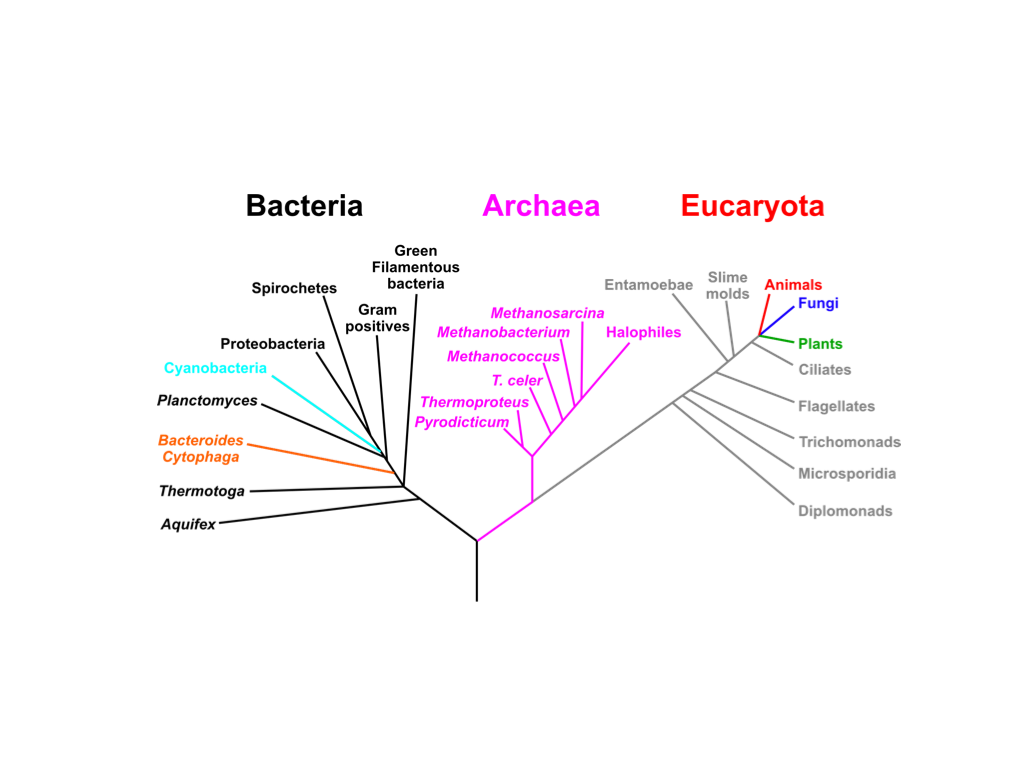 Bacteria
Archaea
Eucaryota
Green
Filamentous
bacteria
Spirochetes
Gram
positives
Proteobacteria
Cyanobacteria
Planctomyces
Bacteroides
Cytophaga
Thermotoga
Aquifex
Methanosarcina
Methanobacterium
Halophiles
Methanococcus
T. celer
Thermoproteus
Pyrodicticum
Entamoebae
Slime
molds
Animals
Fungi
Plants
Ciliates
Flagellates
Trichomonads
Microsporidia
Diplomonads